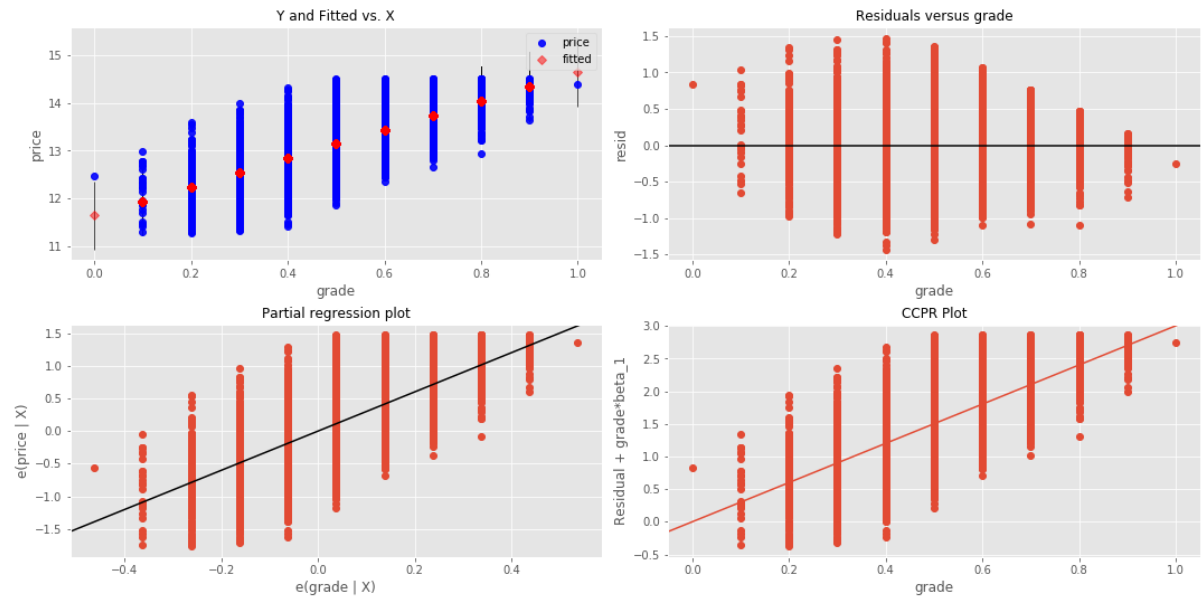 Y and Fitted vs. X
price
15
14
13
12
11
price
fitted
0.0 0.2 0.4 0.6 0.8 1.0
grade
Residuals versus grade
resid
1.5
1.0
0.5
0.0
−0.5
−1.0
−1.5
0.0 0.2 0.4 0.6 0.8 1.0
grade
Partial regression plot
e(price | X)
1.5
1.0
0.5
0.0
−0.5
−1.0
−1.5
−0.4 −0.2 0.0 0.2 0.4
e(grade | X)
CCPR Plot
Residual + grade*beta_1
3.0
2.5
2.0
1.5
1.0
0.5
0.0
−0.5
0.0 0.2 0.4 0.6 0.8 1.0
grade